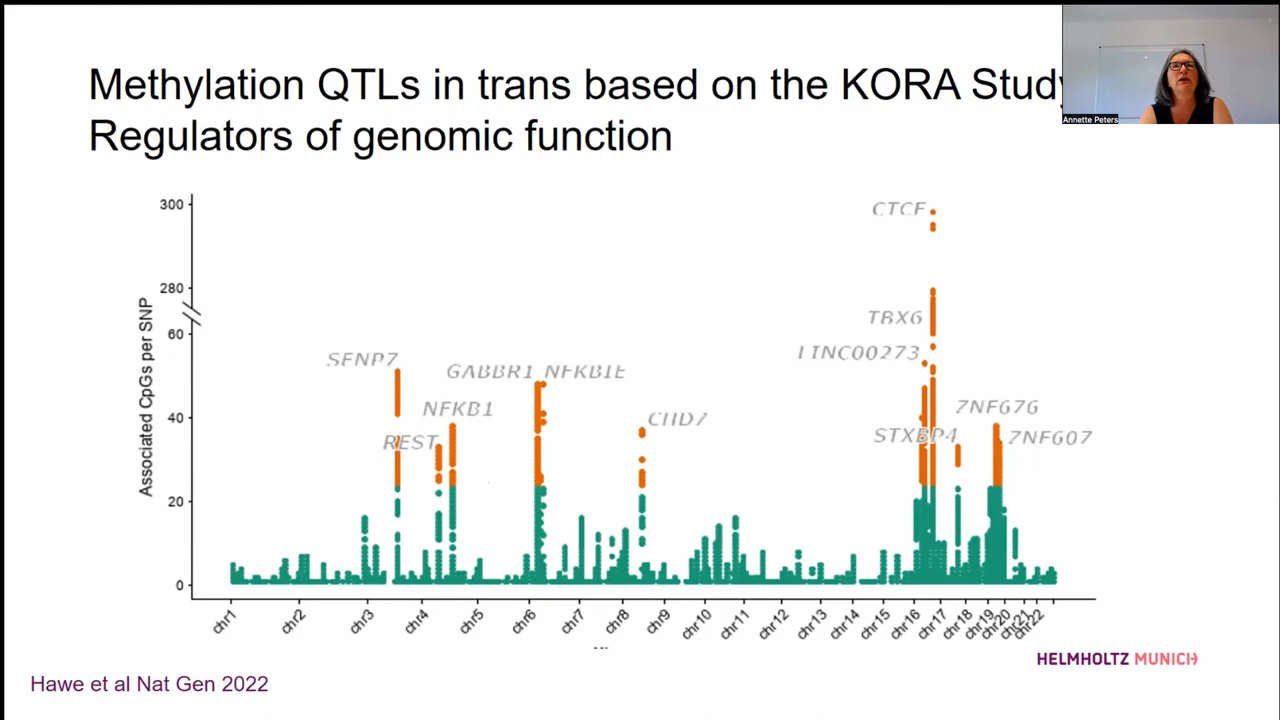 Methylation QTLs in trans based on the KORA Study
Regulators of genomic function
Annette Peters
300
280
60
40
20
0
Associated CpGs per SNP
CTCF
TBX6
LINC00273
SENP7
GABBR1 NFKBIE
NFKB1
REST
CHD7
ZNF676
STXBP4
ZNF607
chr1
chr2
chr3
chr4
chr5
chr6
chr7
chr8
chr9
chr10
chr11
chr12
chr13
chr14
chr15
chr16
chr17
chr18
chr19
chr20
chr21
chr22
HELMHOLTZ MUNICH
Hawe et al Nat Gen 2022